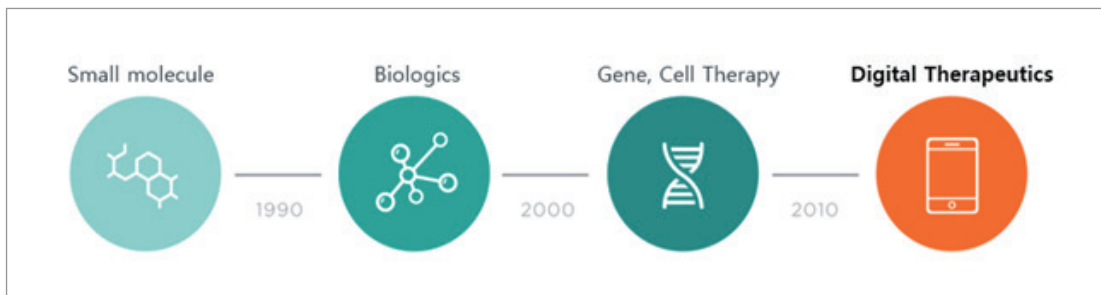 Small molecule
Biologics
Gene, Cell Therapy
Digital Therapeutics
1990
2000
2010